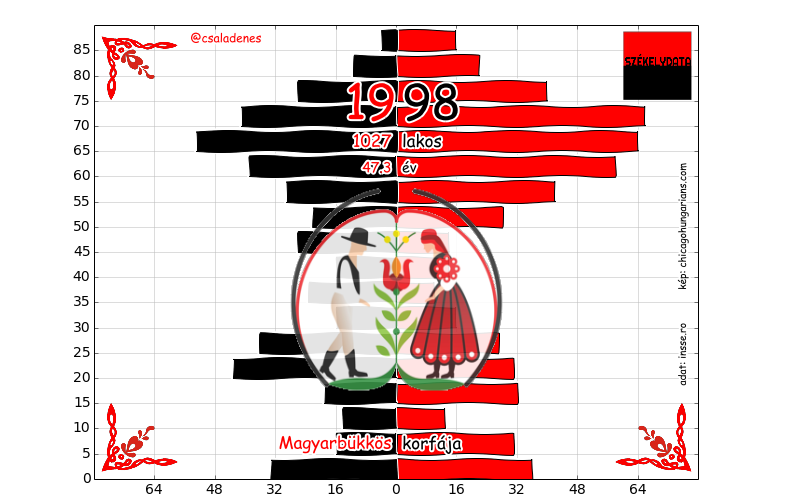 @csaladenes
SZÉKELYDATA
1998
1027 lakos
47.3 év
kép: chicagohungarians.com
adat: insse.ro
Magyarbükkös korfája
85
80
75
70
65
60
55
50
45
40
35
30
25
20
15
10
5
0
64 48 32 16 0 16 32 48 64